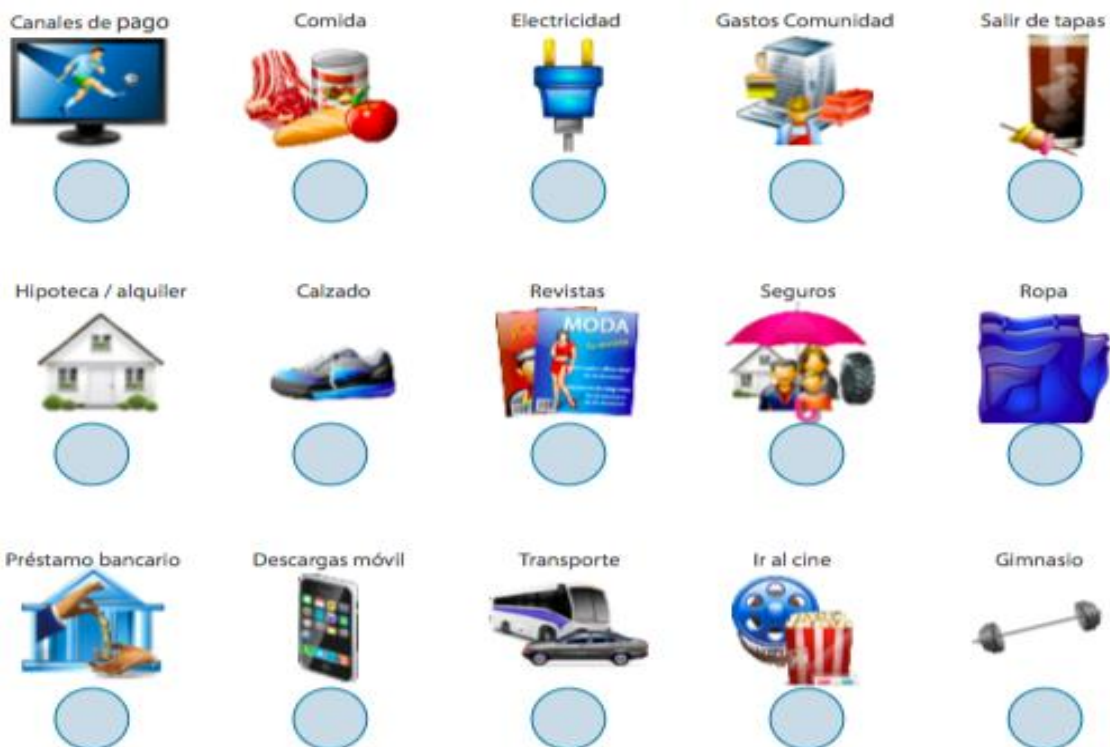 Canales de pago
Comida
Electricidad
Gastos Comunidad
Salir de tapas
Hipoteca / alquiler
Calzado
Revistas
MODA
Seguros
Ropa
Préstamo bancario
Descargas móvil
Transporte
Ir al cine
Gimnasio